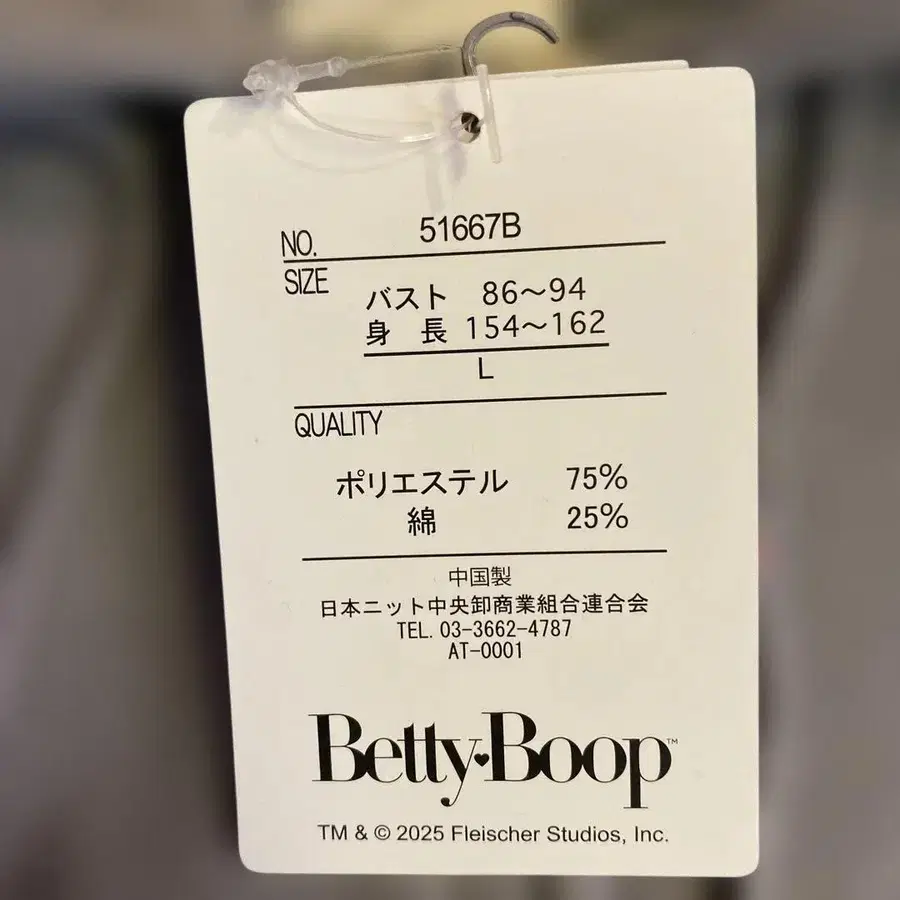 NO. 51667B
SIZE
バスト 86～94
身 長 154～162
L
QUALITY
ポリエステル 75%
綿 25%
中国製
日本ニット中央卸商業組合連合会
TEL. 03-3662-4787
AT-0001
Betty♥Boop™
TM & © 2025 Fleischer Studios, Inc.